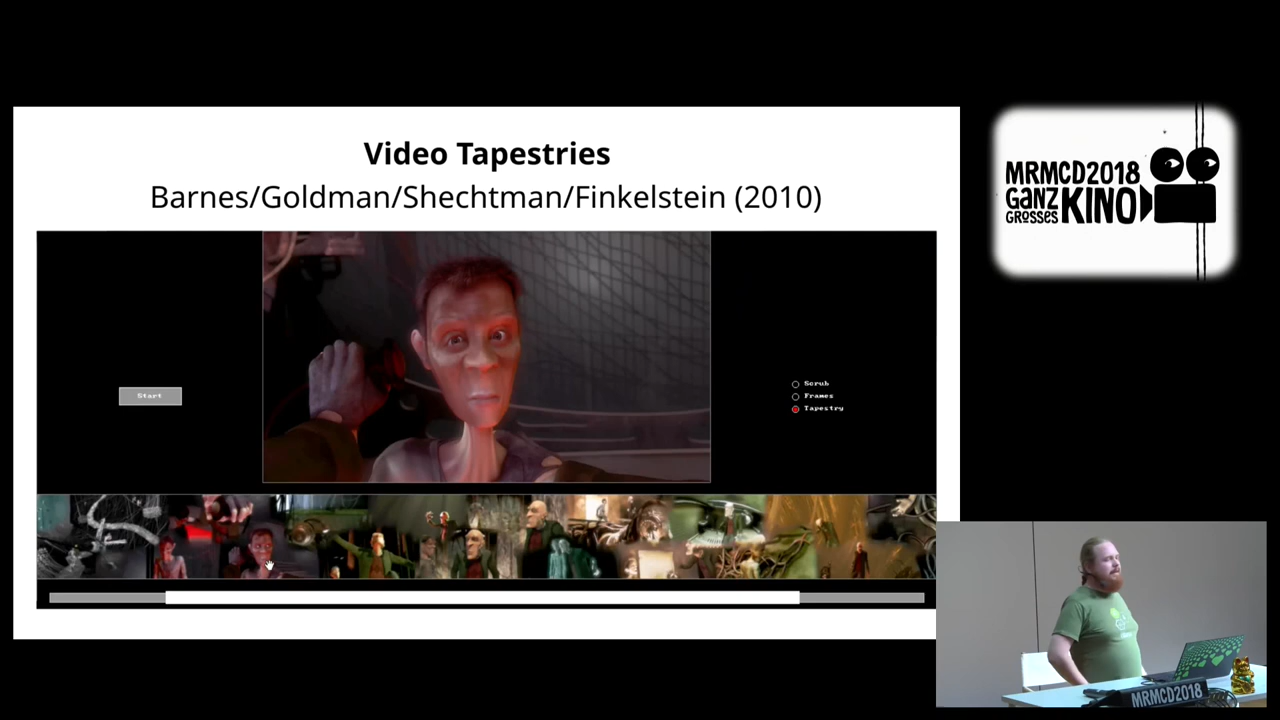 Video Tapestries
Barnes/Goldman/Shechtman/Finkelstein (2010)
Start
Scrub
Frames
Tapestry
MRMCD2018
GANZ
GROSSES
KINO
MRMCD2018